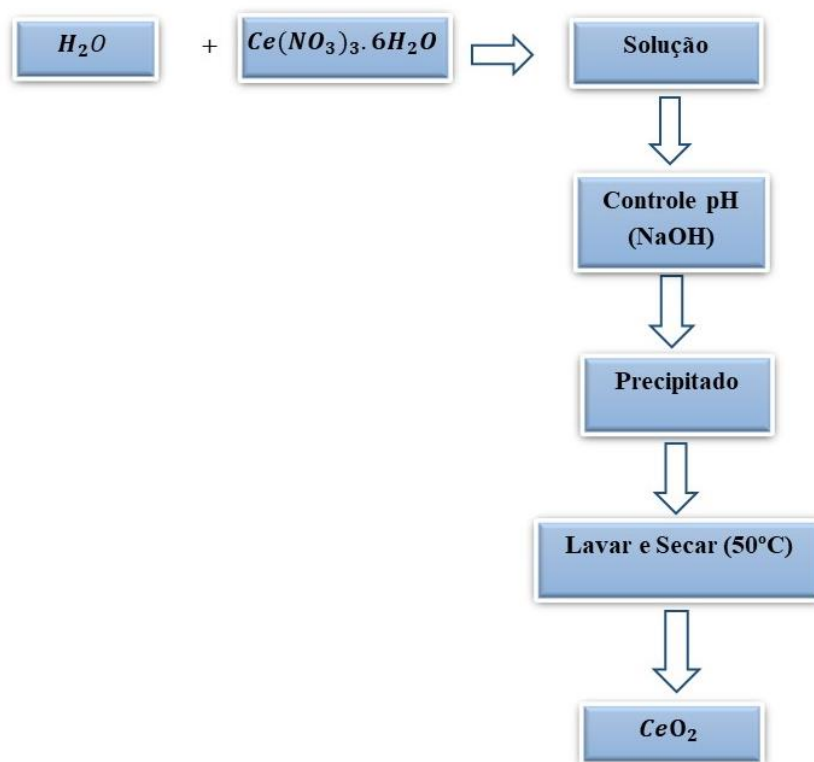 H₂O + Ce(NO₃)₃.6H₂O Solução
Controle pH
(NaOH)
Precipitado
Lavar e Secar (50ºC)
CeO₂